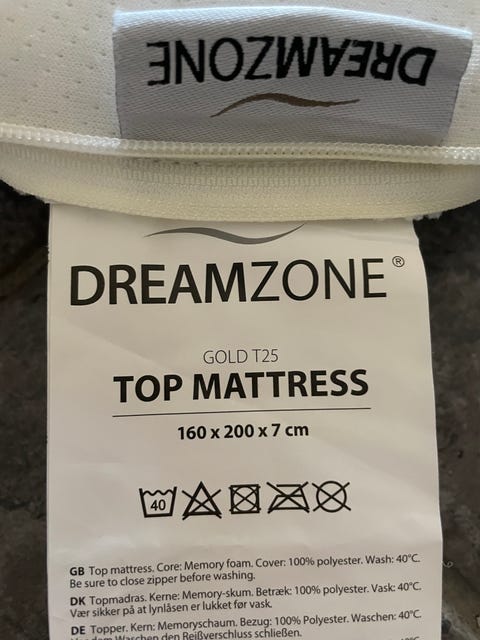 DREAMZONE
DREAMZONE®
GOLD T25
TOP MATTRESS
160 x 200 x 7 cm
40
GB Top mattress. Core: Memory foam. Cover: 100% polyester. Wash: 40°C.
Be sure to close zipper before washing.
DK Topmadras. Kerne: Memory-skum. Betræk: 100% polyester. Vask: 40°C.
Vær sikker på at lynlåsen er lukket før vask.
DE Topper. Kern: Memoryschaum. Bezug: 100% Polyester. Waschen: 40°C.
Vor dem Waschen den Reißverschluss schließen.